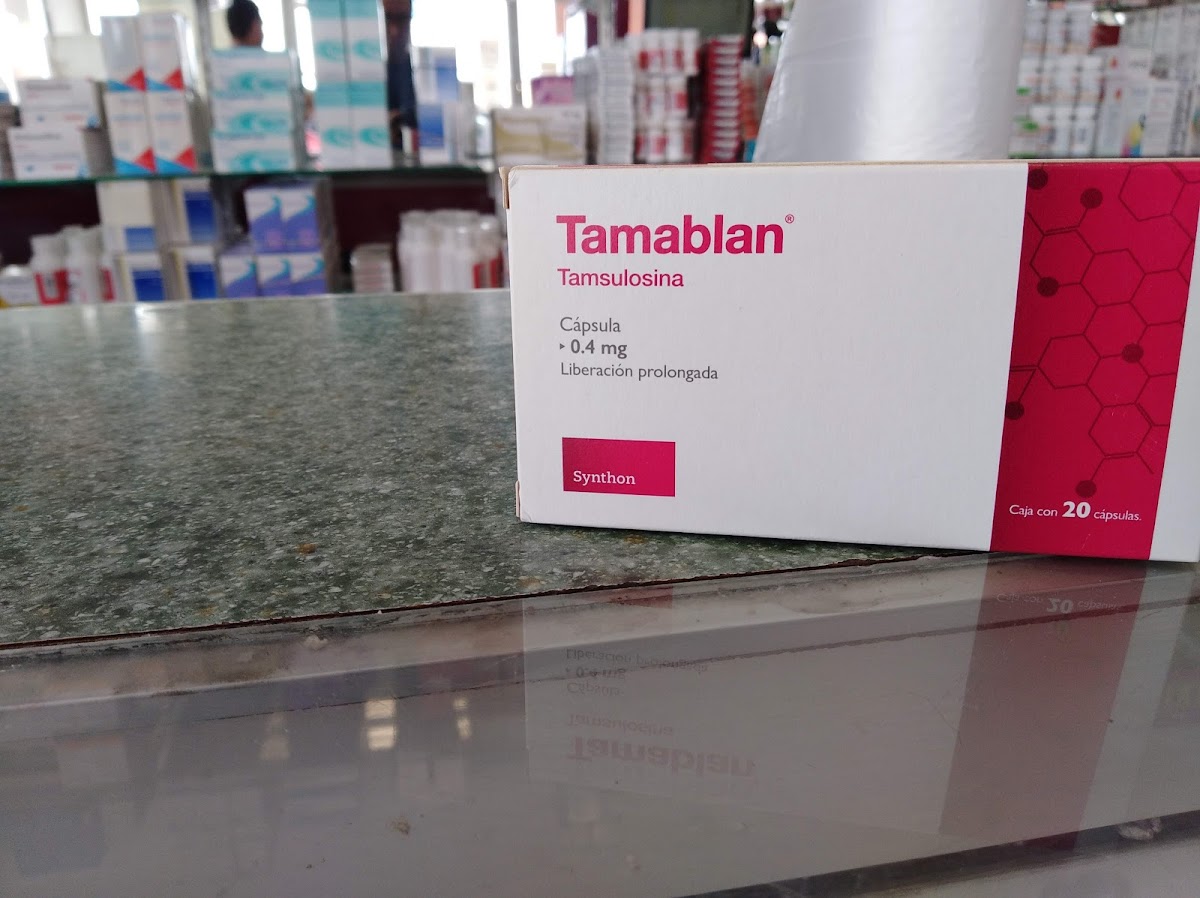 Tamablan®
Tamsulosina
Cápsula
▸ 0.4 mg
Liberación prolongada
Synthon
Caja con 20 cápsulas.